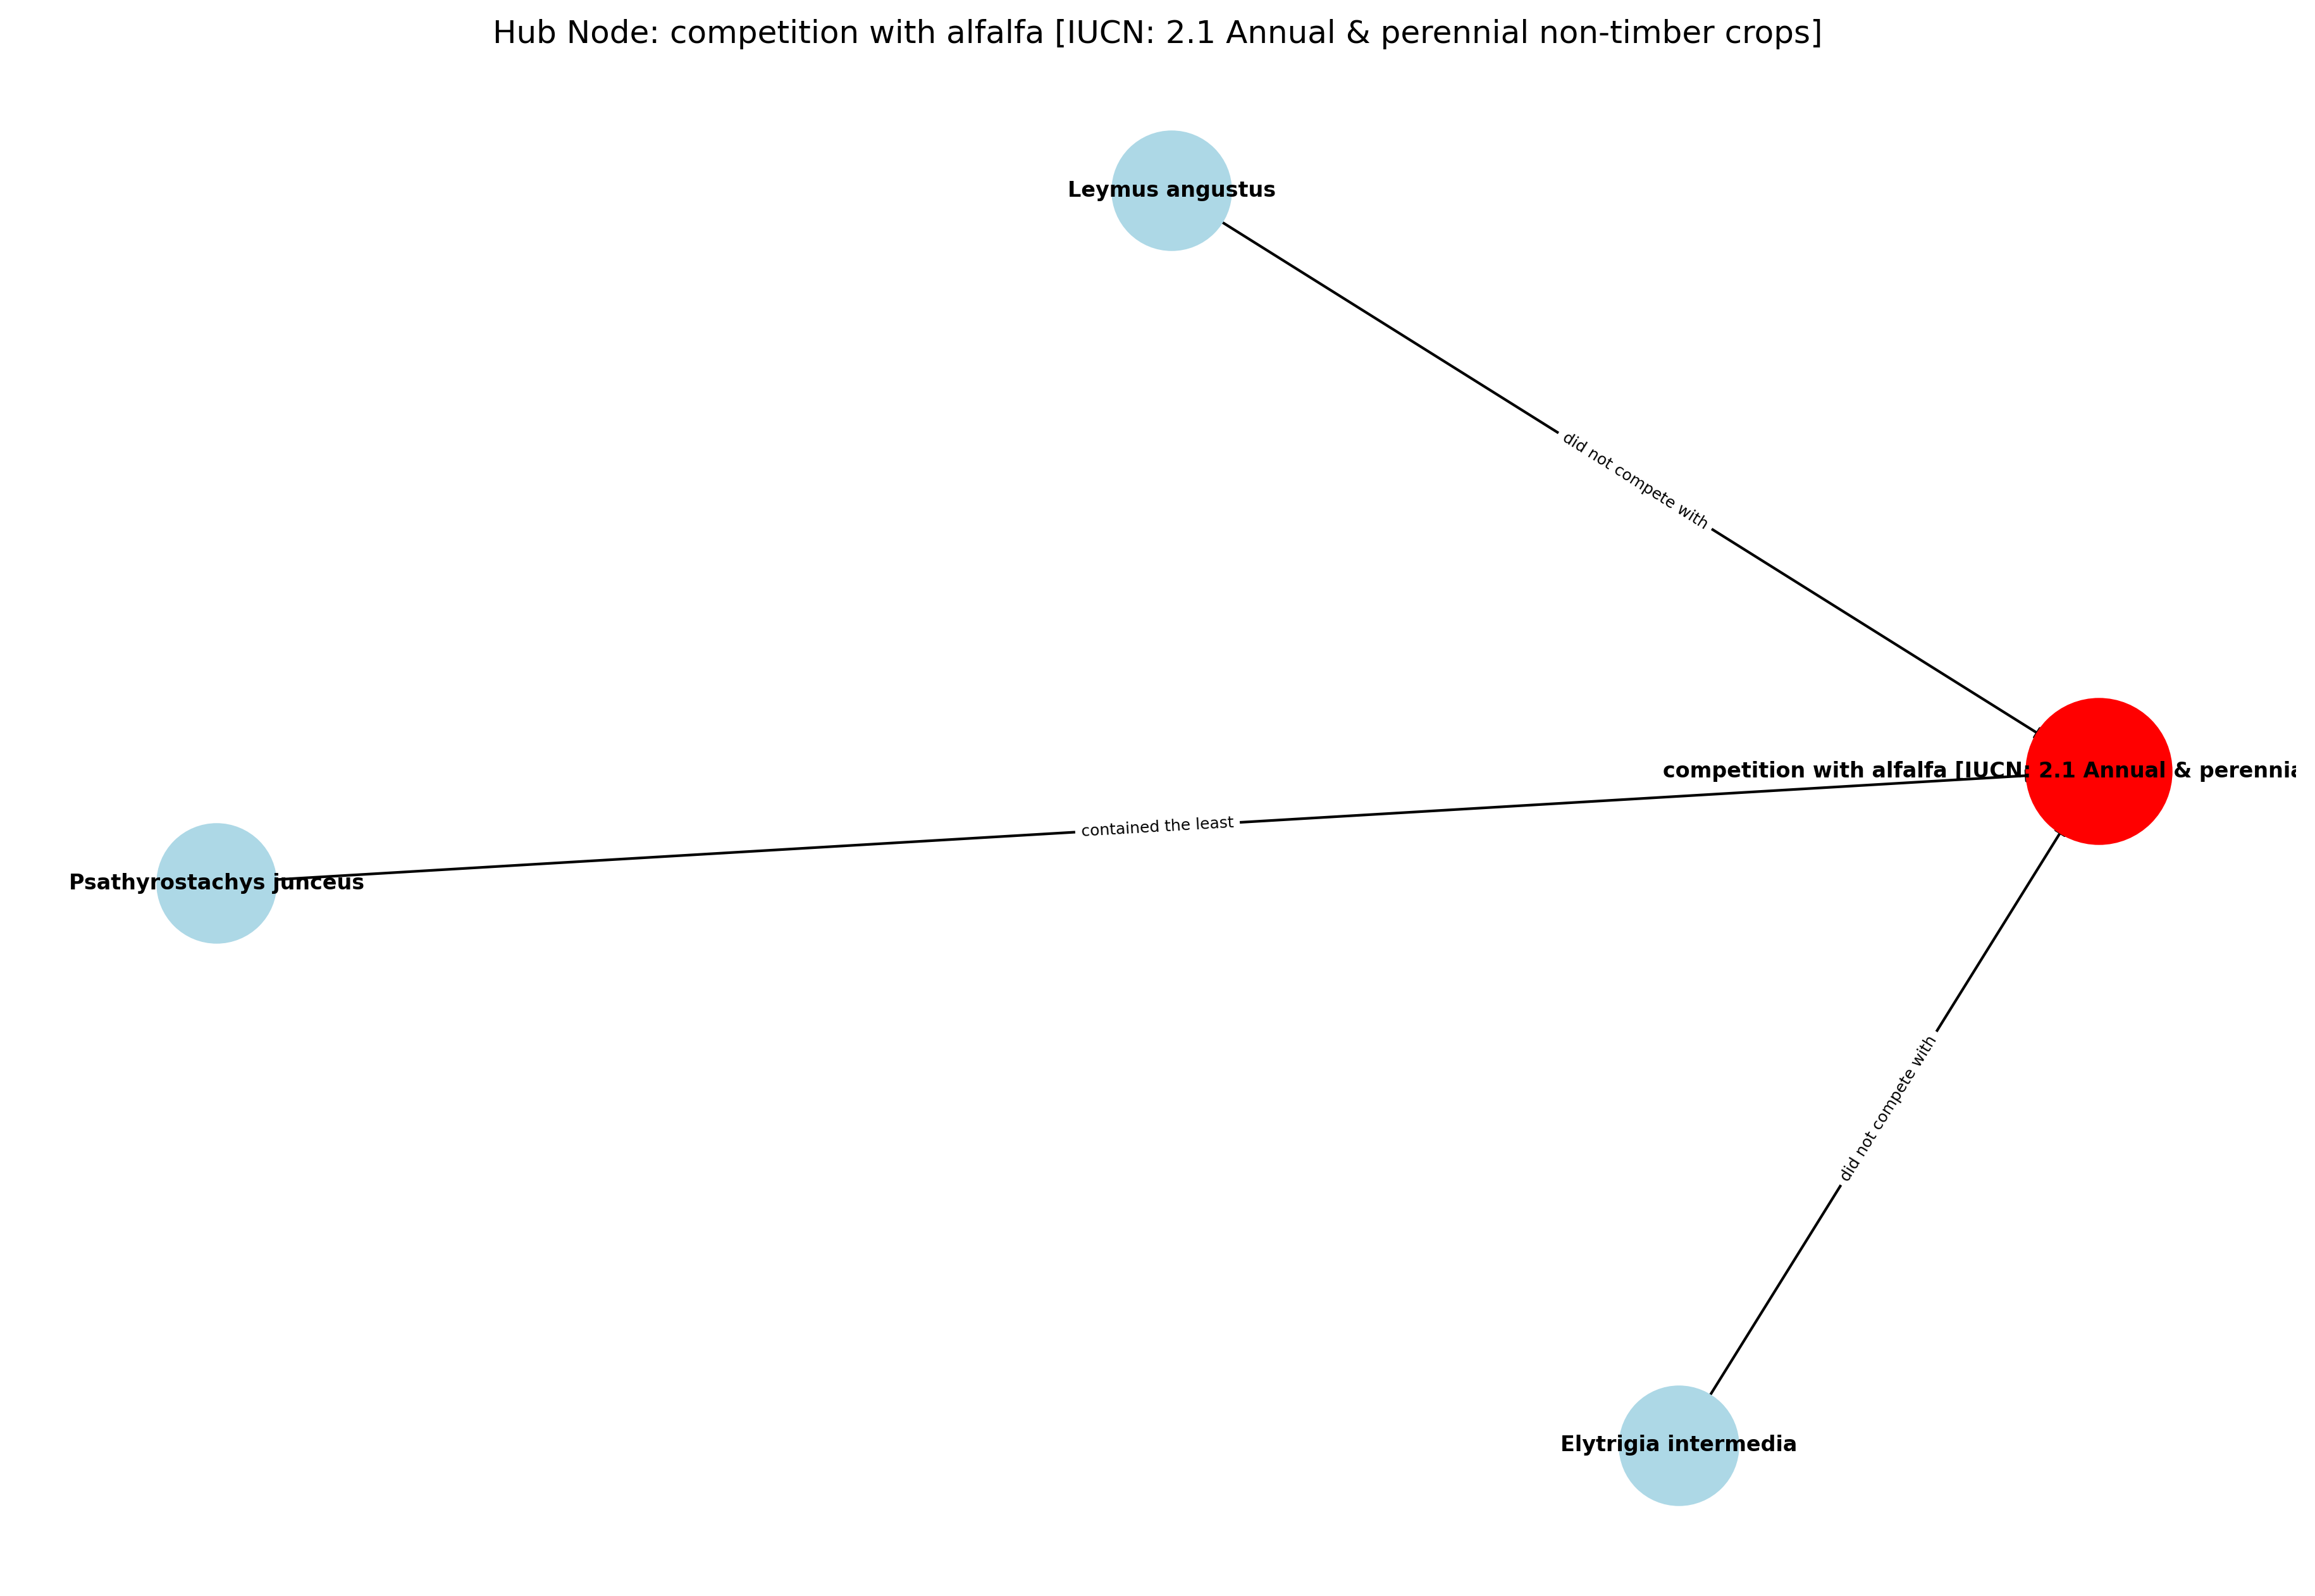 Hub Node: competition with alfalfa [IUCN: 2.1 Annual & perennial non-timber crops]
Leymus angustus
did not compete with
competition with alfalfa [IUCN: 2.1 Annual & perennia
contained the least
Psathyrostachys junceus
did not compete with
Elytrigia intermedia